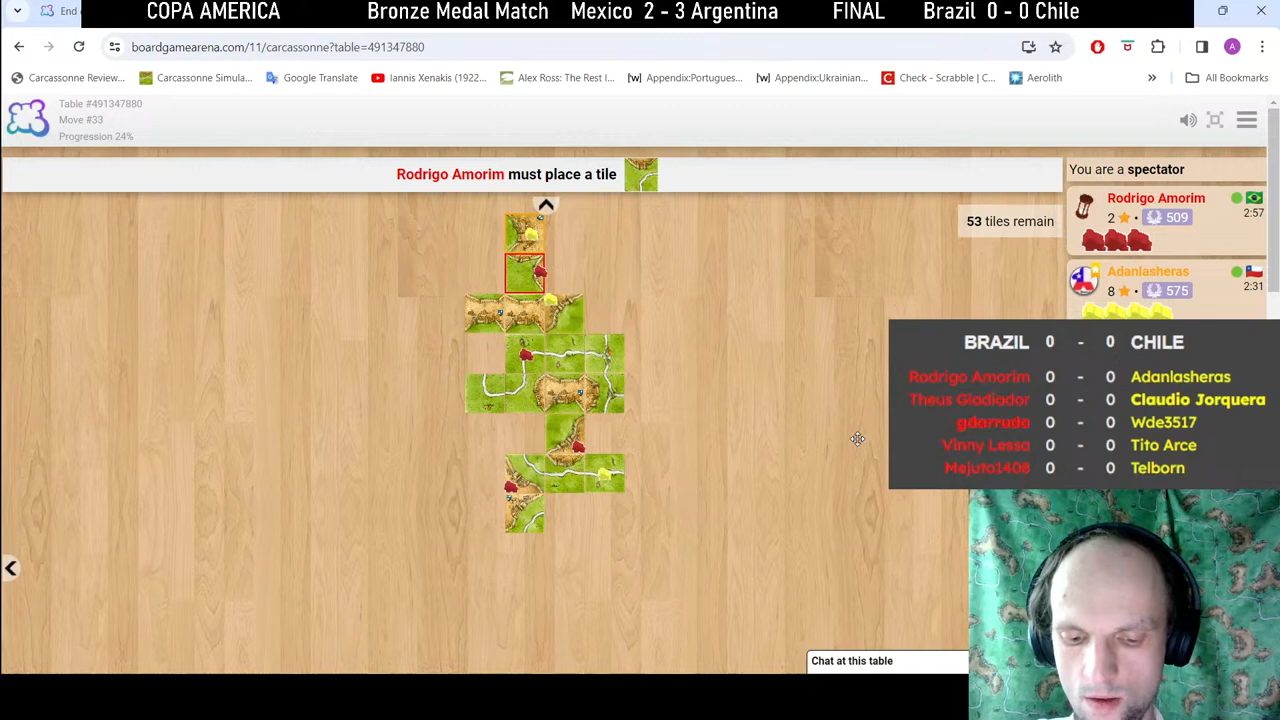 COPA AMERICA Bronze Medal Match Mexico 2 - 3 Argentina FINAL Brazil 0 - 0 Chile
End
boardgamearena.com/11/carcassonne?table=491347880
A
Carcassonne Review... Carcassonne Simula... Google Translate Iannis Xenakis (1922... Alex Ross: The Rest I... [w] Appendix:Portugues... [w] Appendix:Ukrainian... C Check - Scrabble | C... Aerolith » All Bookmarks
Table #491347880
Move #33
Progression 24%
Rodrigo Amorim must place a tile
53 tiles remain
You are a spectator
Rodrigo Amorim
2 • 509
2:57
Adanlasheras
8 • 575
2:31
BRAZIL 0 - 0 CHILE
Rodrigo Amorim 0 - 0 Adanlasheras
Theus Gladiador 0 - 0 Claudio Jorquera
gdarruda 0 - 0 Wde3517
Vinny Lessa 0 - 0 Tito Arce
Mejuto1408 0 - 0 Telborn
Chat at this table